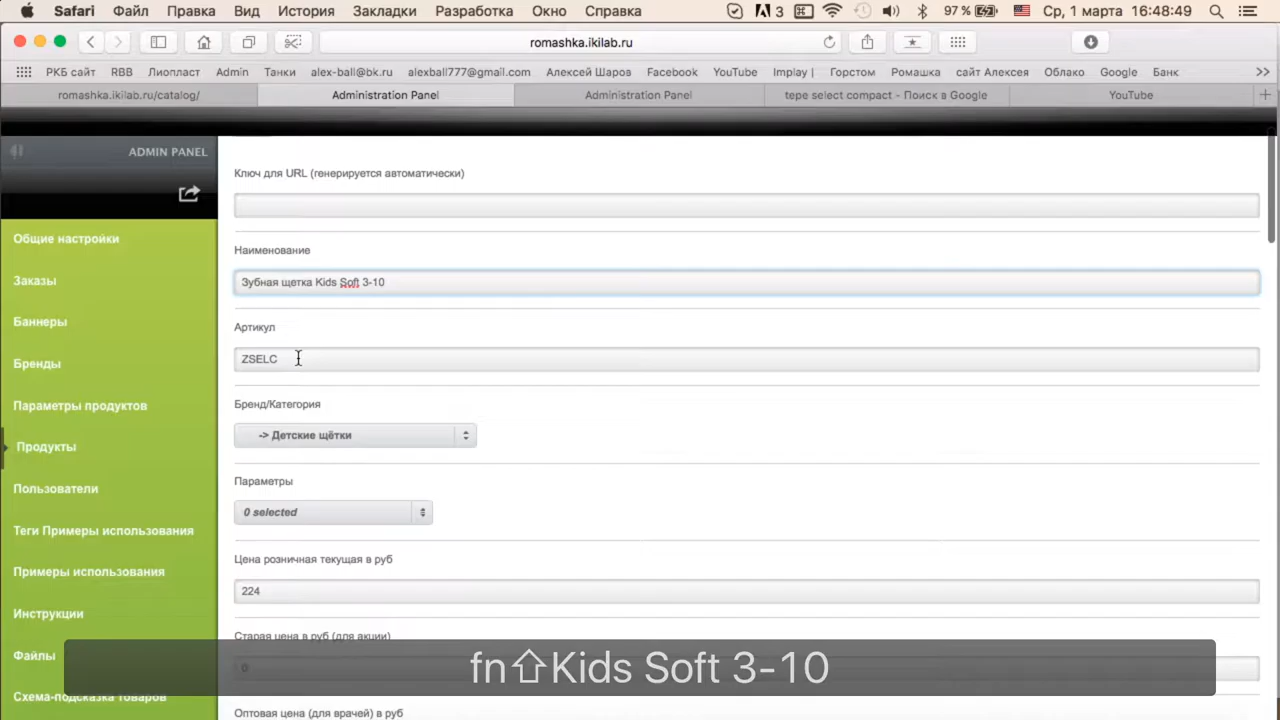 Safari Файл Правка Вид История Закладки Разработка Окно Справка 3 97 % Ср, 1 марта 16:48:49
romashka.ikilab.ru
РКБ сайт RBB Лиопласт Admin Танки alex-ball@bk.ru alexball777@gmail.com Алексей Шаров Facebook YouTube Implay | Горстом Ромашка сайт Алексея Облако Google Банк >>
romashka.ikilab.ru/catalog/ Administration Panel Administration Panel tepe select compact - Поиск в Google YouTube
ADMIN PANEL
Общие настройки
Заказы
Баннеры
Бренды
Параметры продуктов
Продукты
Пользователи
Теги Примеры использования
Примеры использования
Инструкции
Файлы
Схема-подсказка товаров
Ключ для URL (генерируется автоматически)
Наименование
Зубная щетка Kids Soft 3-10
Артикул
ZSELC
Бренд/Категория
-> Детские щётки
Параметры
0 selected
Цена розничная текущая в руб
224
Старая цена в руб (для акции)
0
Оптовая цена (для врачей) в руб
fn⇧Kids Soft 3-10